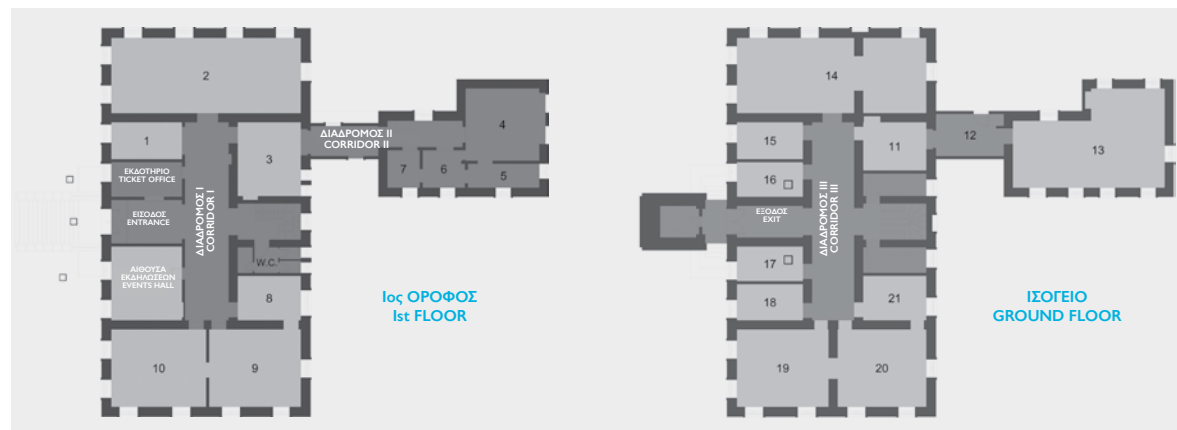 2
1
ΕΚΔΟΤΗΡΙΟ
TICKET OFFICE
ΕΙΣΟΔΟΣ
ENTRANCE
ΑΙΘΟΥΣΑ
ΕΚΔΗΛΩΣΕΩΝ
EVENTS HALL
ΔΙΑΔΡΟΜΟΣ I
CORRIDOR I
3
ΔΙΑΔΡΟΜΟΣ II
CORRIDOR II
4
7
6
5
W.C.
8
10
9
1ος ΟΡΟΦΟΣ
1st FLOOR
14
15
16
11
12
13
ΕΞΟΔΟΣ
EXIT
ΔΙΑΔΡΟΜΟΣ III
CORRIDOR III
17
18
21
19
20
ΙΣΟΓΕΙΟ
GROUND FLOOR